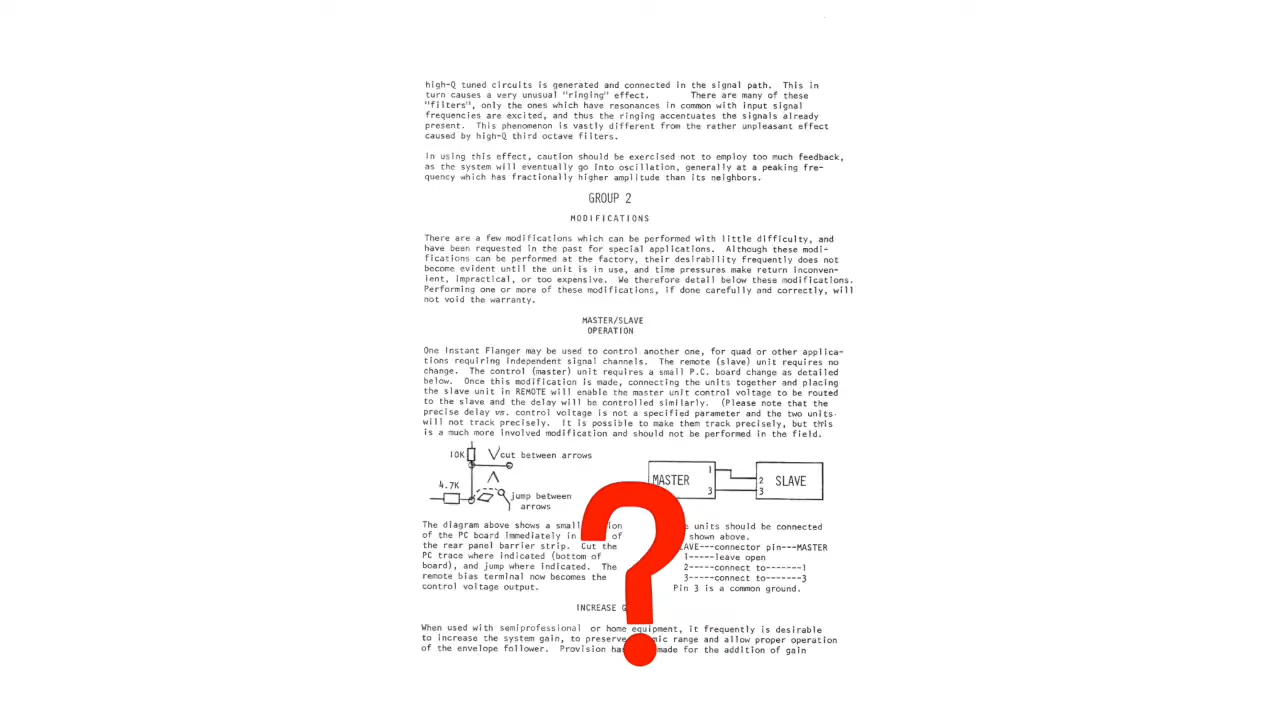 high-Q tuned circuits is generated and connected in the signal path. This in
turn causes a very unusual "ringing" effect. There are many of these
"filters", only the ones which have resonances in common with input signal
frequencies are excited, and thus the ringing accentuates the signals already
present. This phenomenon is vastly different from the rather unpleasant effect
caused by high-Q third octave filters.
In using this effect, caution should be exercised not to employ too much feedback,
as the system will eventually go into oscillation, generally at a peaking fre-
quency which has fractionally higher amplitude than its neighbors.
GROUP 2
MODIFICATIONS
There are a few modifications which can be performed with little difficulty, and
have been requested in the past for special applications. Although these modi-
fications can be performed at the factory, their desirability frequently does not
become evident until the unit is in use, and time pressures make return inconven-
ient, impractical, or too expensive. We therefore detail below these modifications.
Performing one or more of these modifications, if done carefully and correctly, will
not void the warranty.
MASTER/SLAVE
OPERATION
One Instant Flanger may be used to control another one, for quad or other applica-
tions requiring independent signal channels. The remote (slave) unit requires no
change. The control (master) unit requires a small P.C. board change as detailed
below. Once this modification is made, connecting the units together and placing
the slave unit in REMOTE will enable the master unit control voltage to be routed
to the slave and the delay will be controlled similarly. (Please note that the
precise delay vs. control voltage is not a specified parameter and the two units
will not track precisely. It is possible to make them track precisely, but this
is a much more involved modification and should not be performed in the field.
10K cut between arrows
4.7K
jump between
arrows
MASTER 1 2 SLAVE
3 3
The diagram above shows a small
of the PC board immediately in of
the rear panel barrier strip. Cut the
PC trace where indicated (bottom of
board), and jump where indicated. The
remote bias terminal now becomes the
control voltage output.
units should be connected
shown above.
---connector pin---MASTER
1-----leave open
2-----connect to-------1
3-----connect to-------3
Pin 3 is a common ground.
INCREASE
When used with semiprofessional or home equipment, it frequently is desirable
to increase the system gain, to preserve range and allow proper operation
of the envelope follower. Provision made for the addition of gain
?